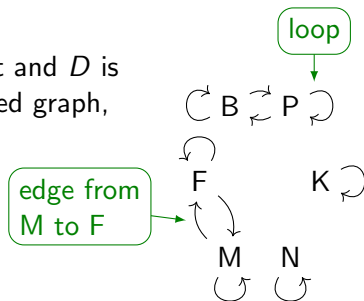 loop
t and D is
ed graph,
B P
F K
edge from
M to F
M N